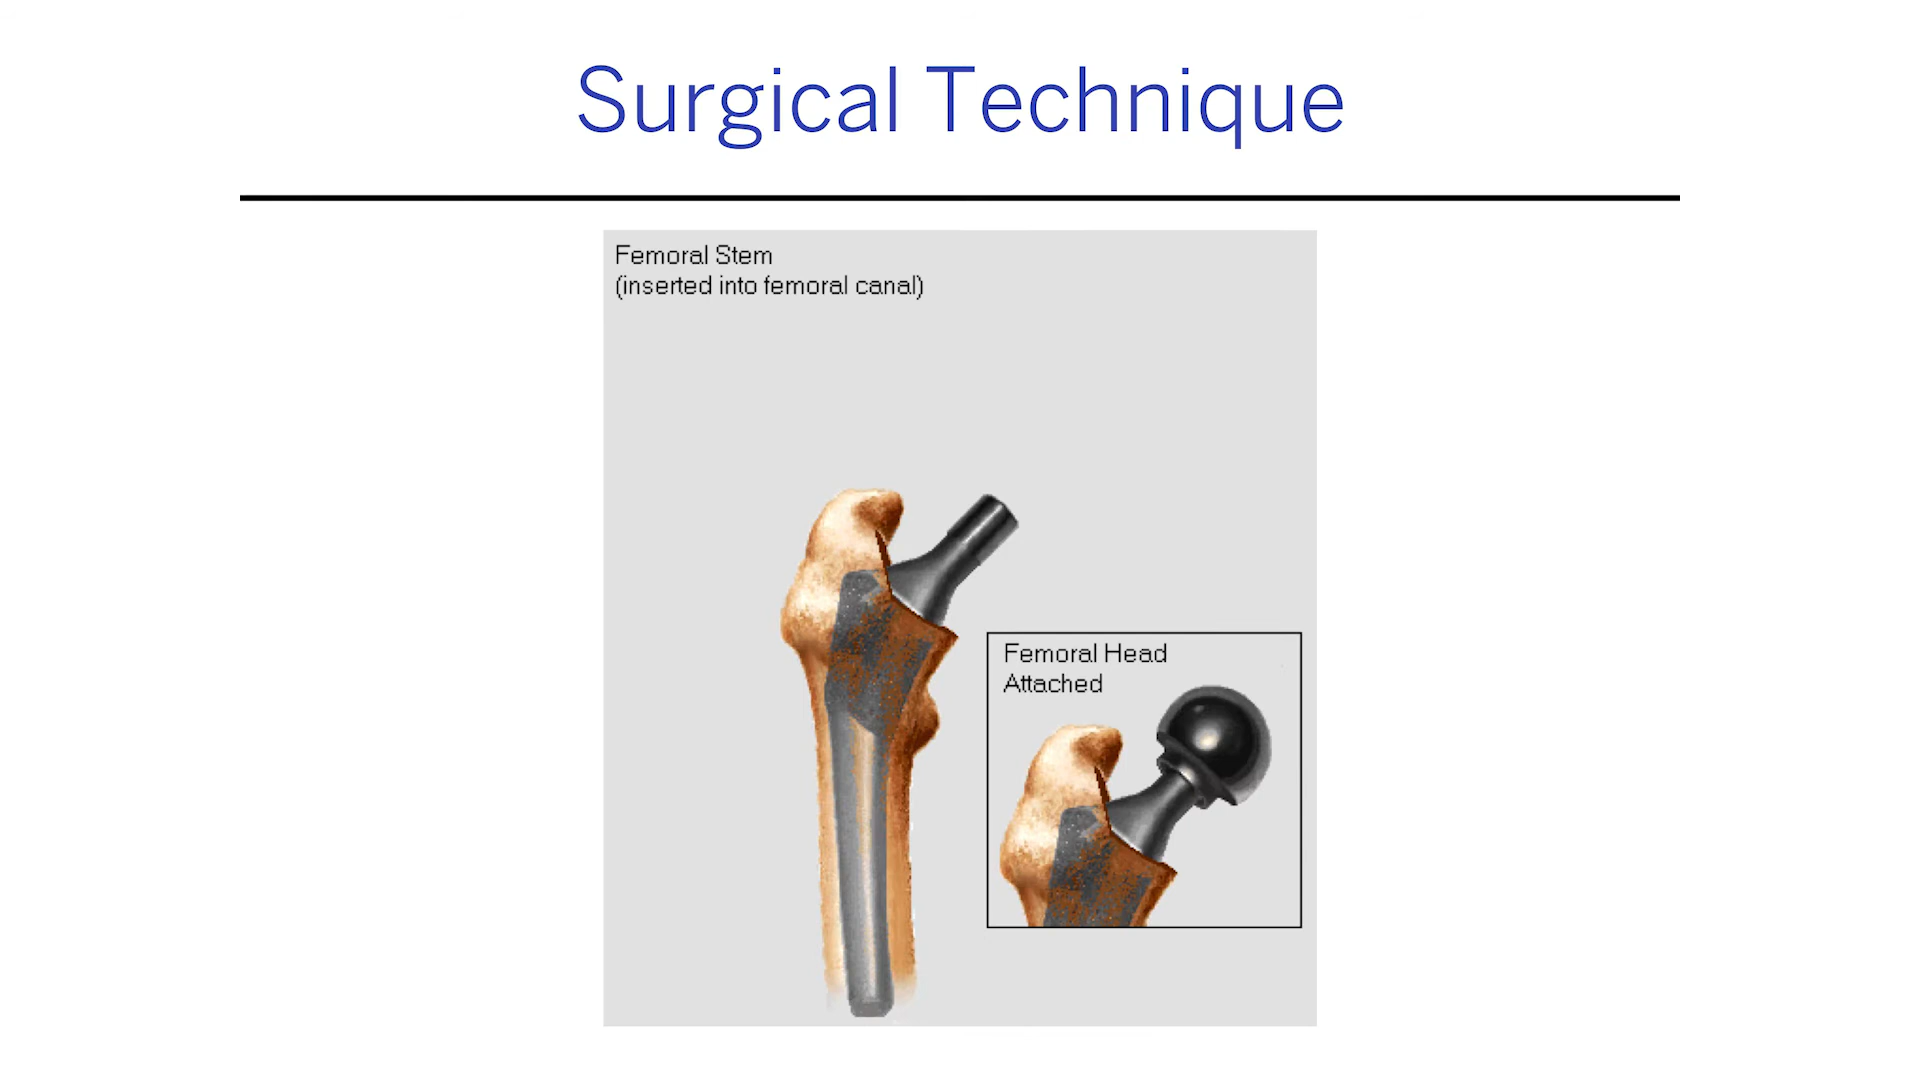 Surgical Technique
Femoral Stem
(inserted into femoral canal)
Femoral Head
Attached